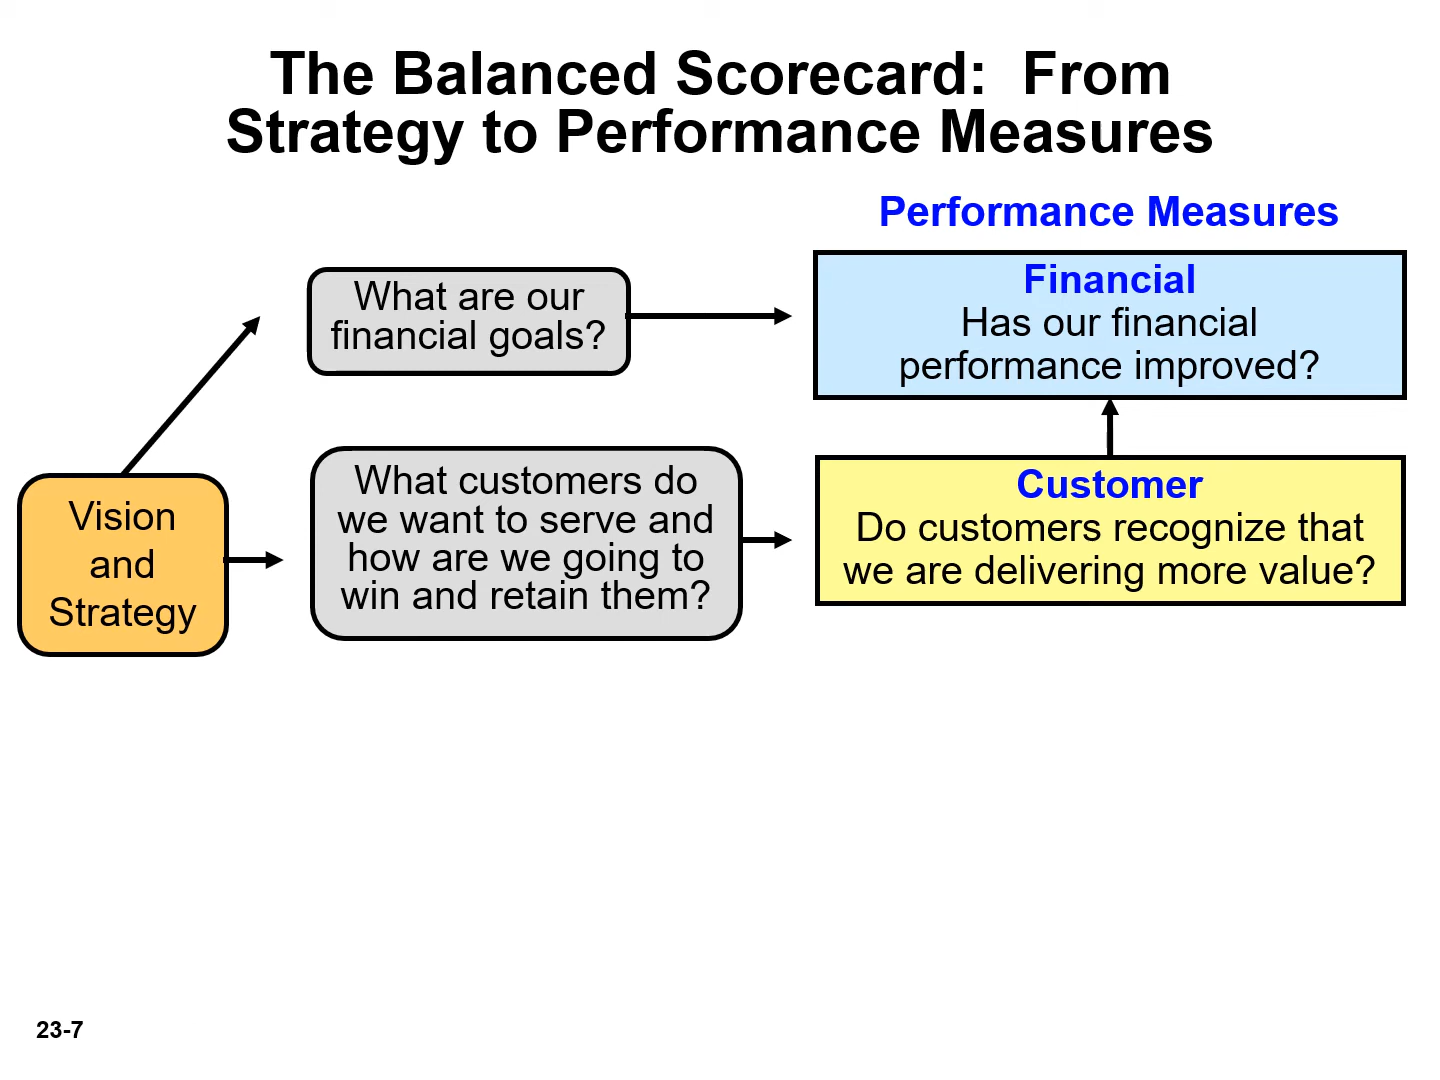 The Balanced Scorecard:  From
Strategy to Performance Measures
Performance Measures
What are our
financial goals?
Financial
Has our financial
performance improved?
Vision
and
Strategy
What customers do
we want to serve and
how are we going to
win and retain them?
Customer
Do customers recognize that
we are delivering more value?
23-7